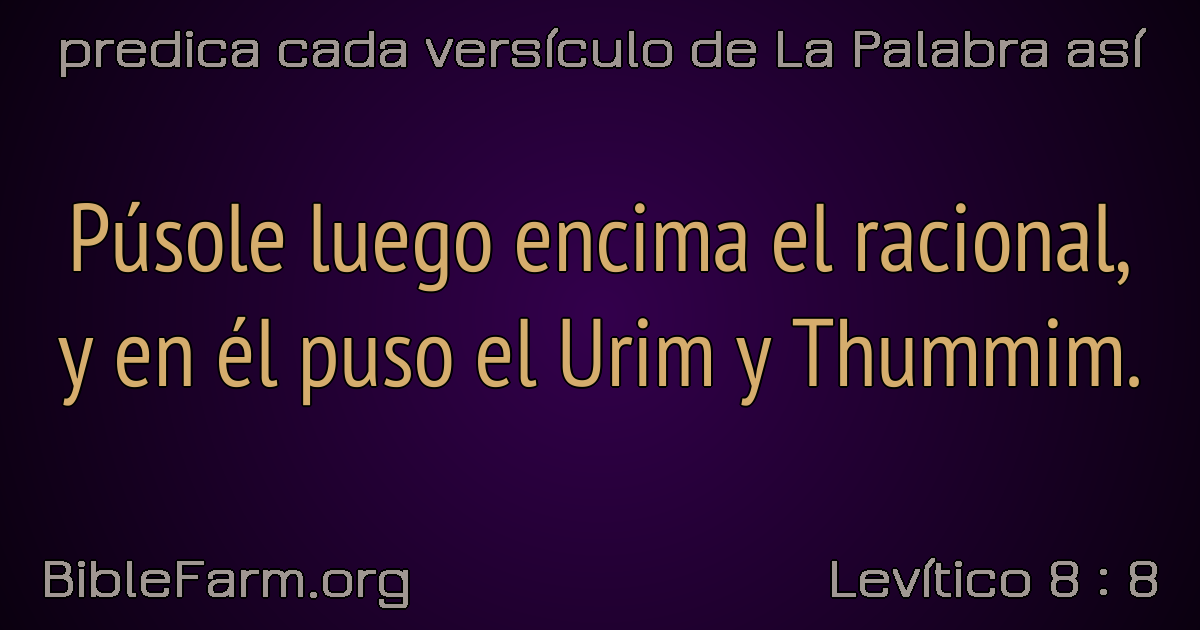 predica cada versículo de La Palabra así
Púsole luego encima el racional,
y en él puso el Urim y Thummim.
BibleFarm.org
Levítico 8 : 8